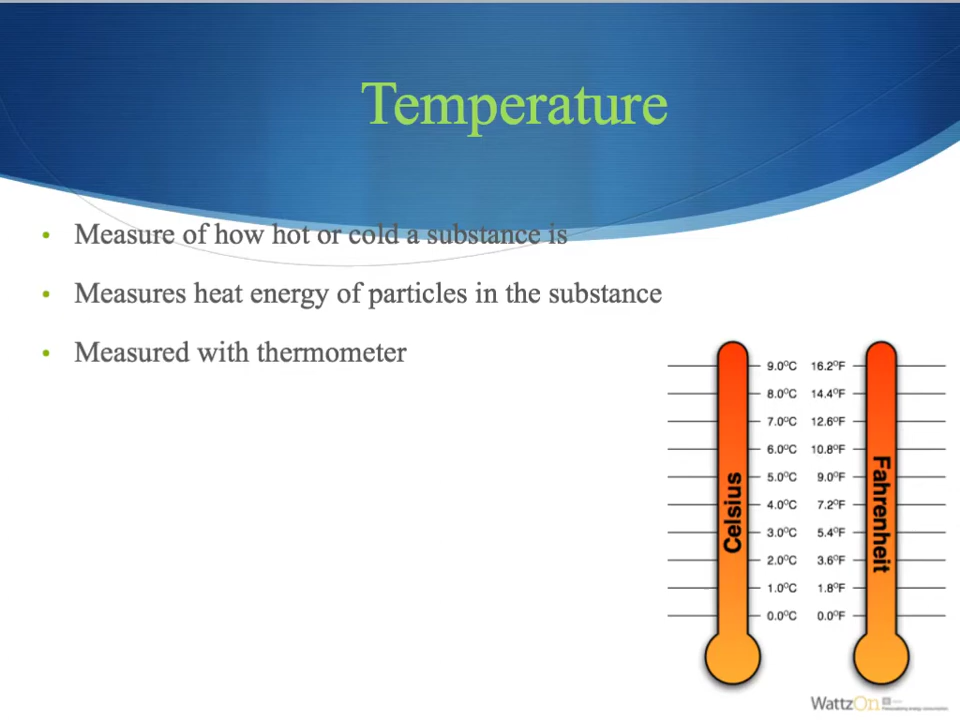 Temperature
• Measure of how hot or cold a substance is
• Measures heat energy of particles in the substance
• Measured with thermometer
9.0°C 16.2°F
8.0°C 14.4°F
7.0°C 12.6°F
6.0°C 10.8°F
5.0°C 9.0°F
4.0°C 7.2°F
3.0°C 5.4°F
2.0°C 3.6°F
1.0°C 1.8°F
0.0°C 0.0°F
Celsius
Fahrenheit
WattzOn